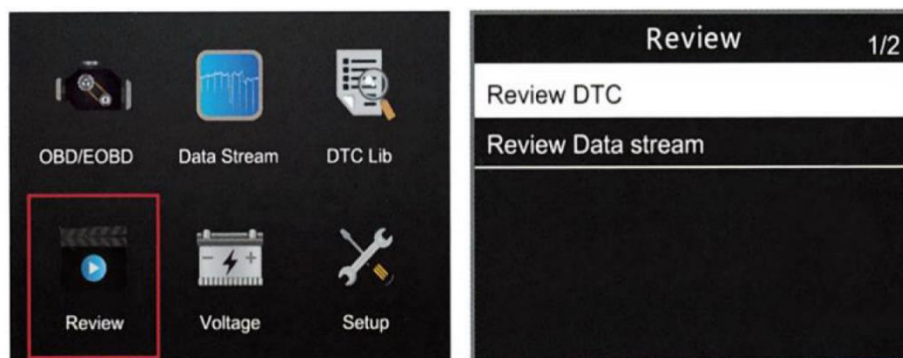 OBD/EOBD Data Stream DTC Lib
Review Voltage Setup
Review 1/2
Review DTC
Review Data stream